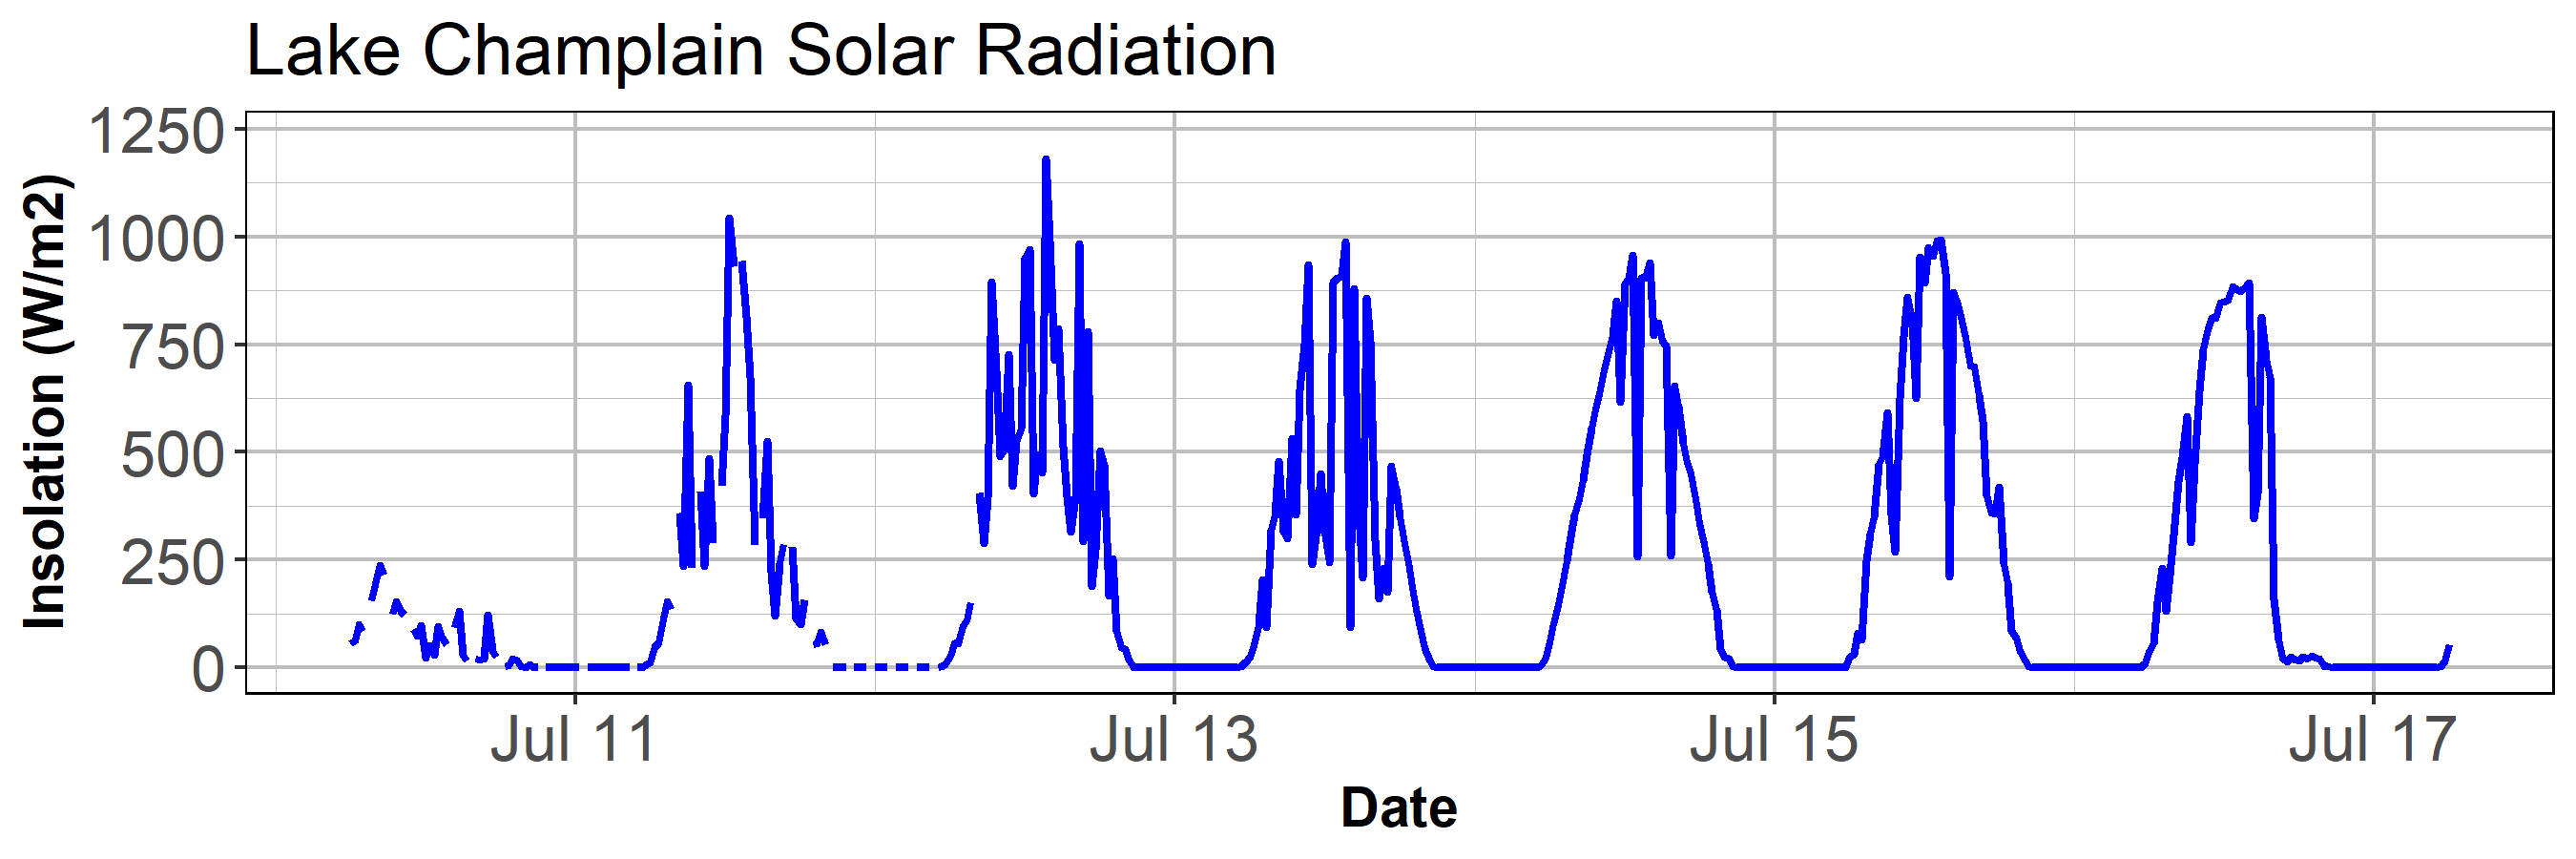 Lake Champlain Solar Radiation
Insolation (W/m2)
1250
1000
750
500
250
0
Jul 11
Jul 13
Jul 15
Jul 17
Date